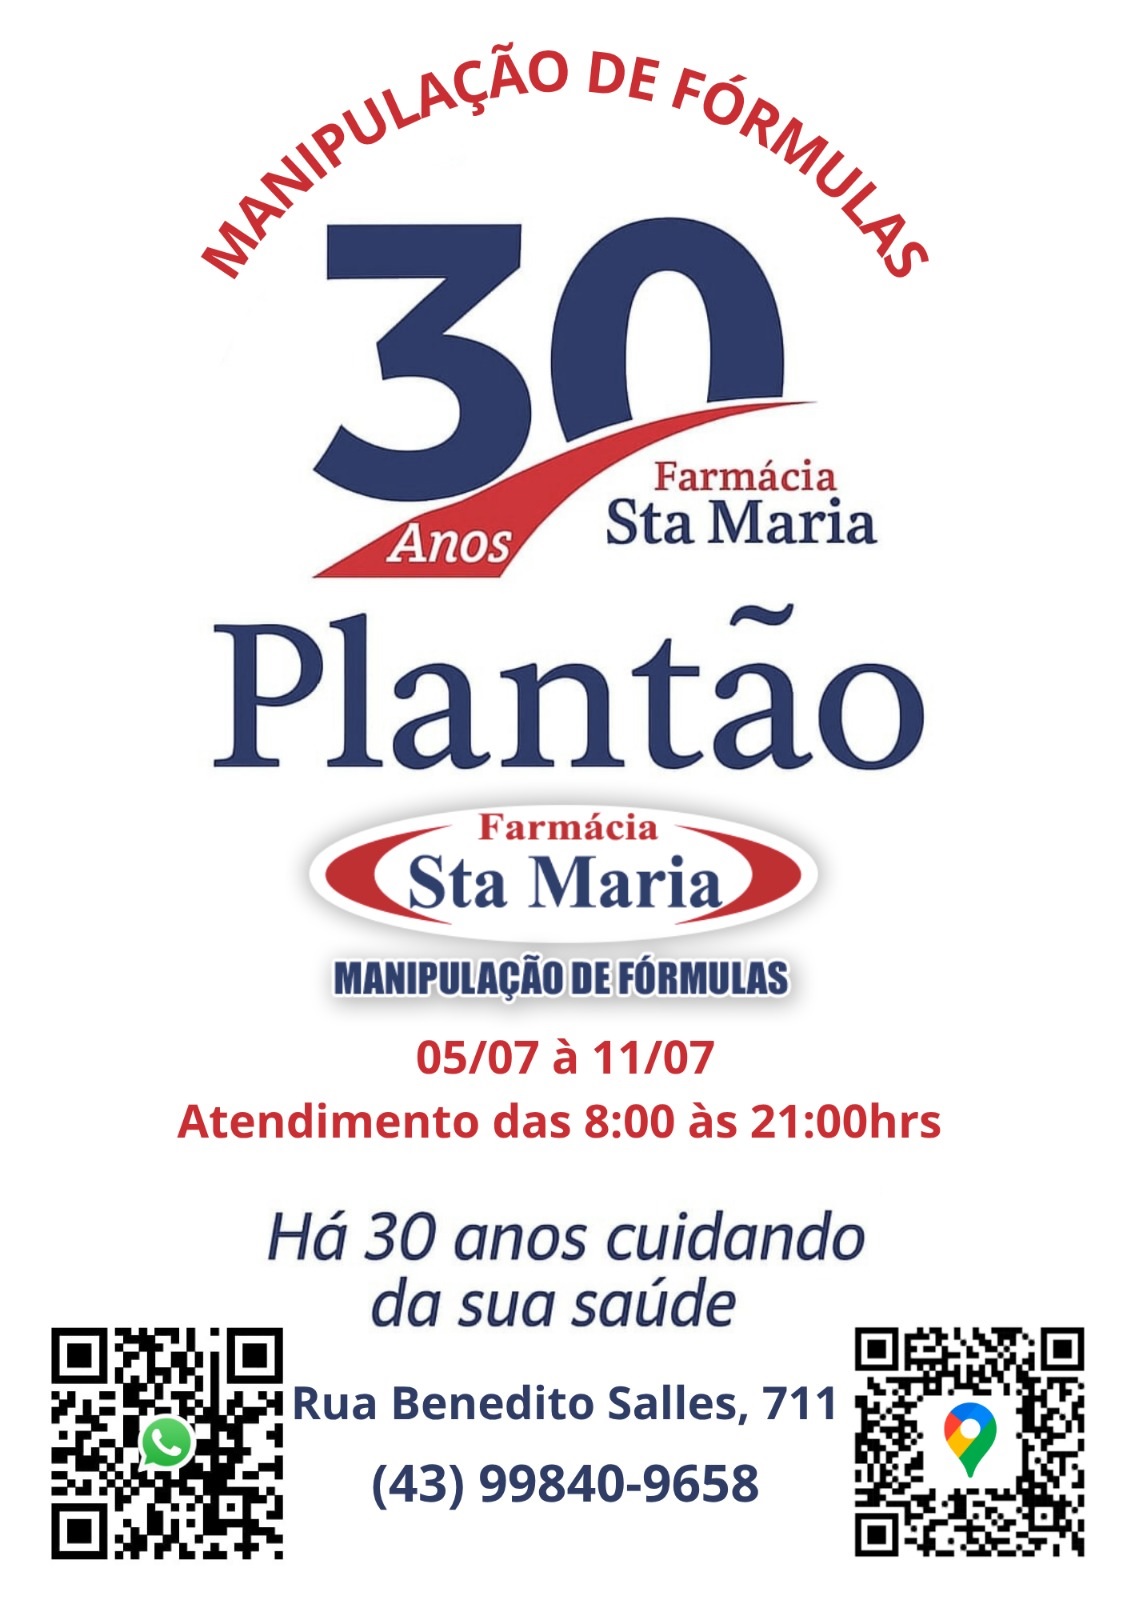 MANIPULAÇÃO DE FÓRMULAS
30
Anos
Farmácia
Sta Maria
Plantão
Farmácia
Sta Maria
MANIPULAÇÃO DE FÓRMULAS
05/07 à 11/07
Atendimento das 8:00 às 21:00hrs
Há 30 anos cuidando
da sua saúde
Rua Benedito Salles, 711
(43) 99840-9658